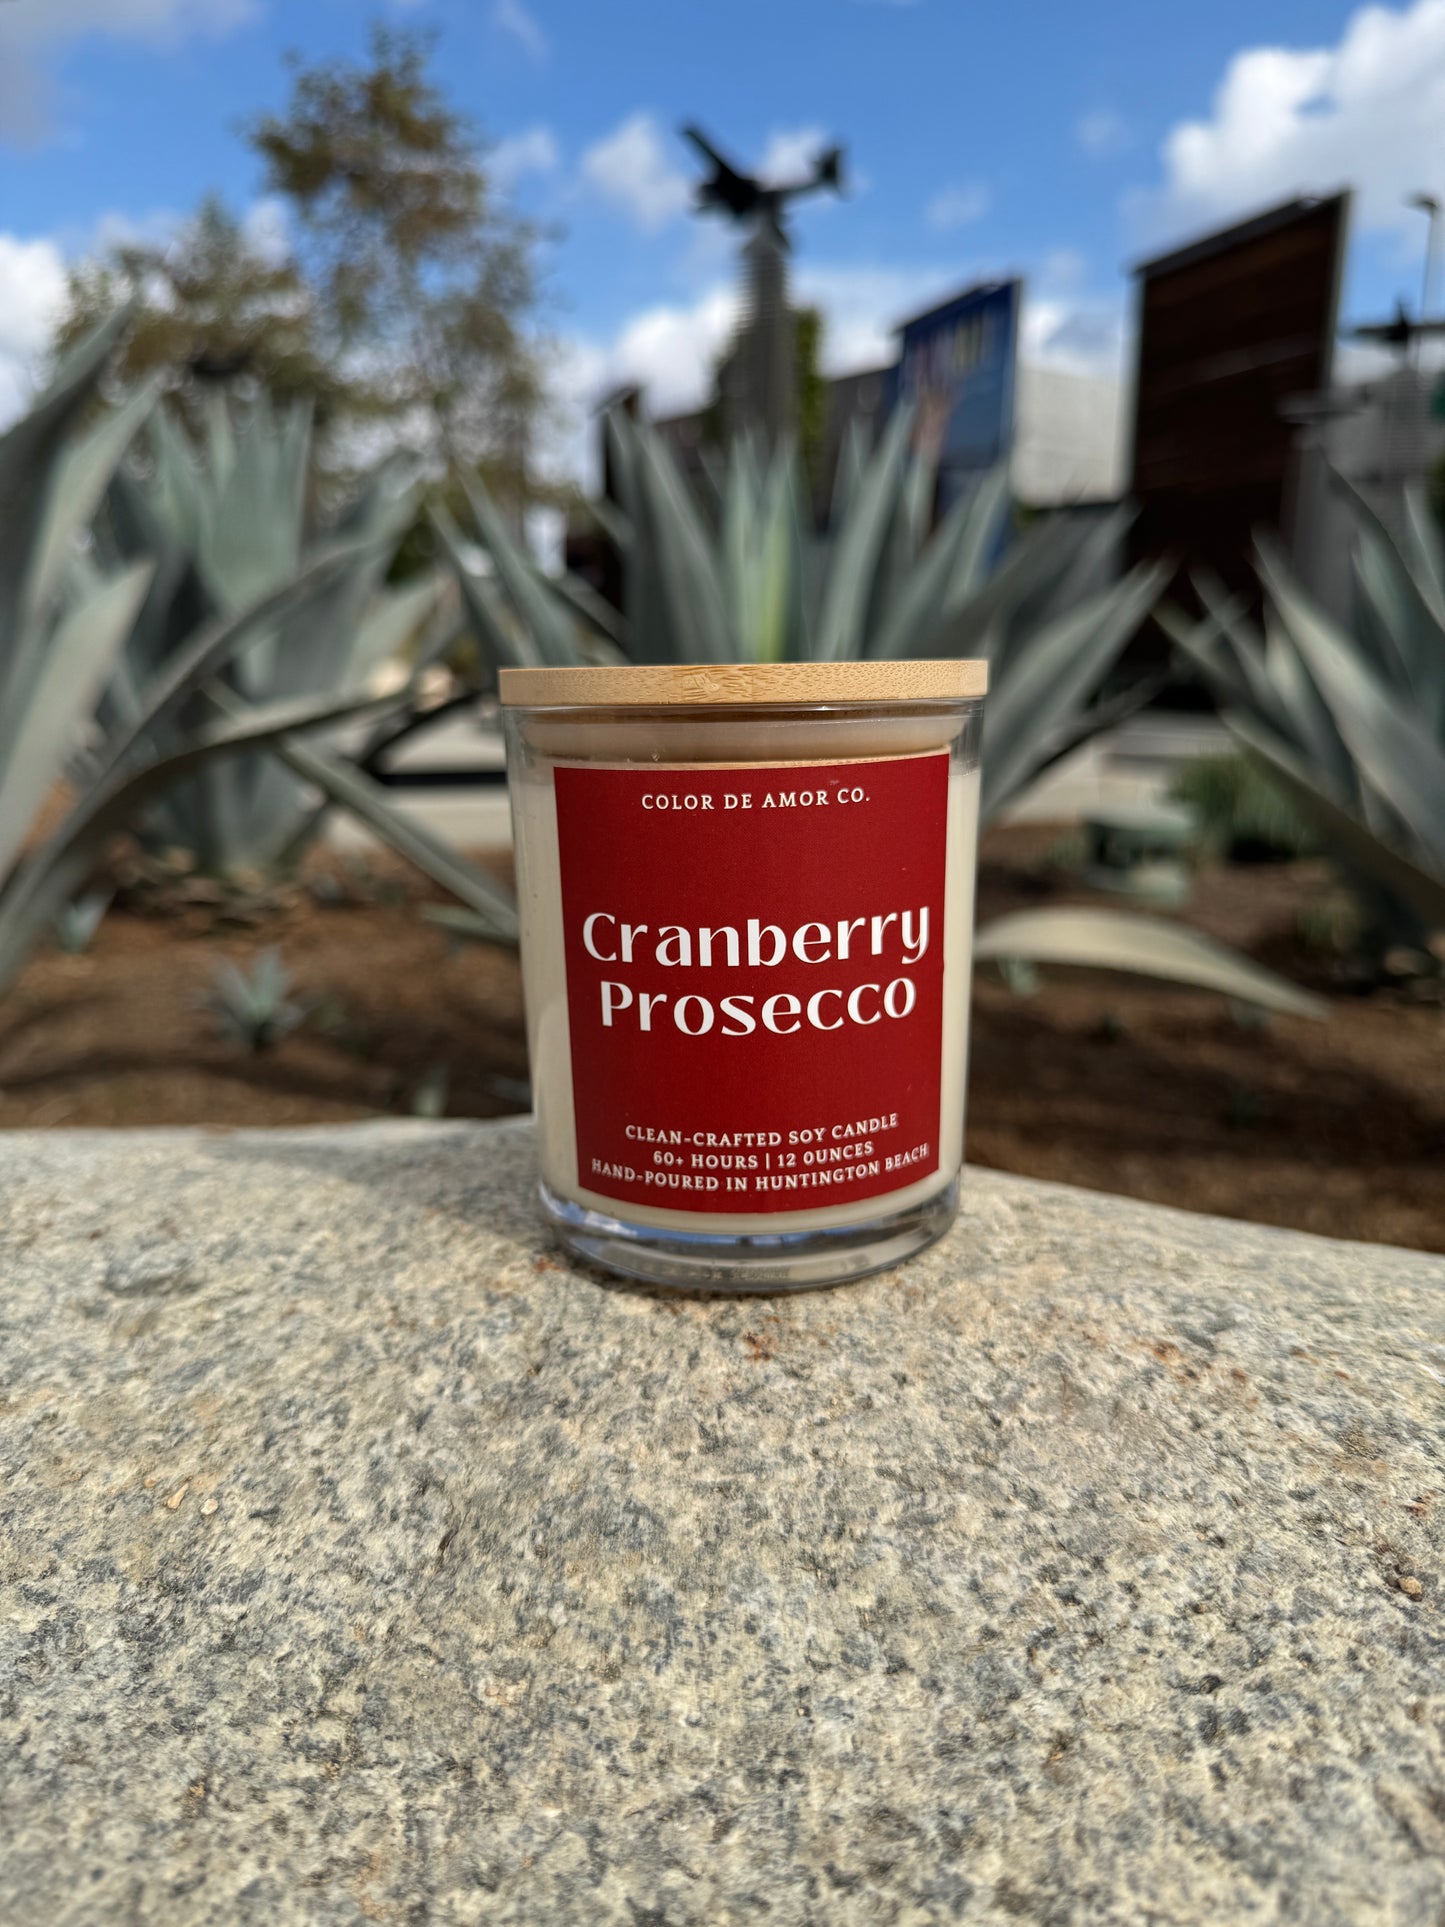 COLOR DE AMOR CO.
Cranberry
Prosecco
CLEAN-CRAFTED SOY CANDLE
60+ HOURS | 12 OUNCES
HAND-POURED IN HUNTINGTON BEACH